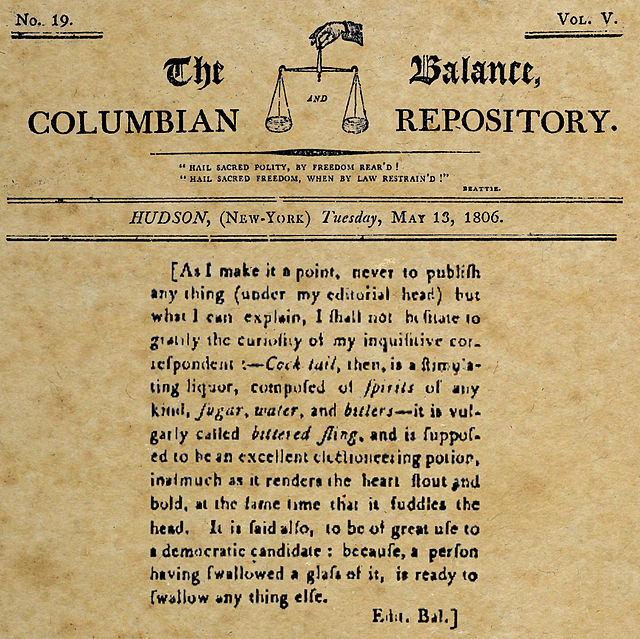 No. 19. Vol. V.
The Balance,
AND
COLUMBIAN REPOSITORY.
" HAIL SACRED POLITY, BY FREEDOM REAR'D !
" HAIL SACRED FREEDOM, WHEN BY LAW RESTRAIN'D !"
BEATTIE.
HUDSON, (NEW-YORK) Tuesday, MAY 13, 1806.
[As I make it a point, never to publiſh
any thing (under my editorial head) but
what I can explain, I ſhall not heſitate to
gratify the curioſity of my inquiſitive cor-
reſpondent :—Cock tail, then, is a ſtimula-
ting liquor, compoſed of ſpirits of any
kind, ſugar, water, and bitters—it is vul-
garly called bittered ſling, and is ſuppoſ-
ed to be an excellent electioneering potion,
inaſmuch as it renders the heart ſtout and
bold, at the ſame time that it fuddles the
head. It is ſaid alſo, to be of great uſe to
a democratic candidate : becauſe, a perſon
having ſwallowed a glaſs of it, is ready to
ſwallow any thing elſe.
Edit. Bal.]